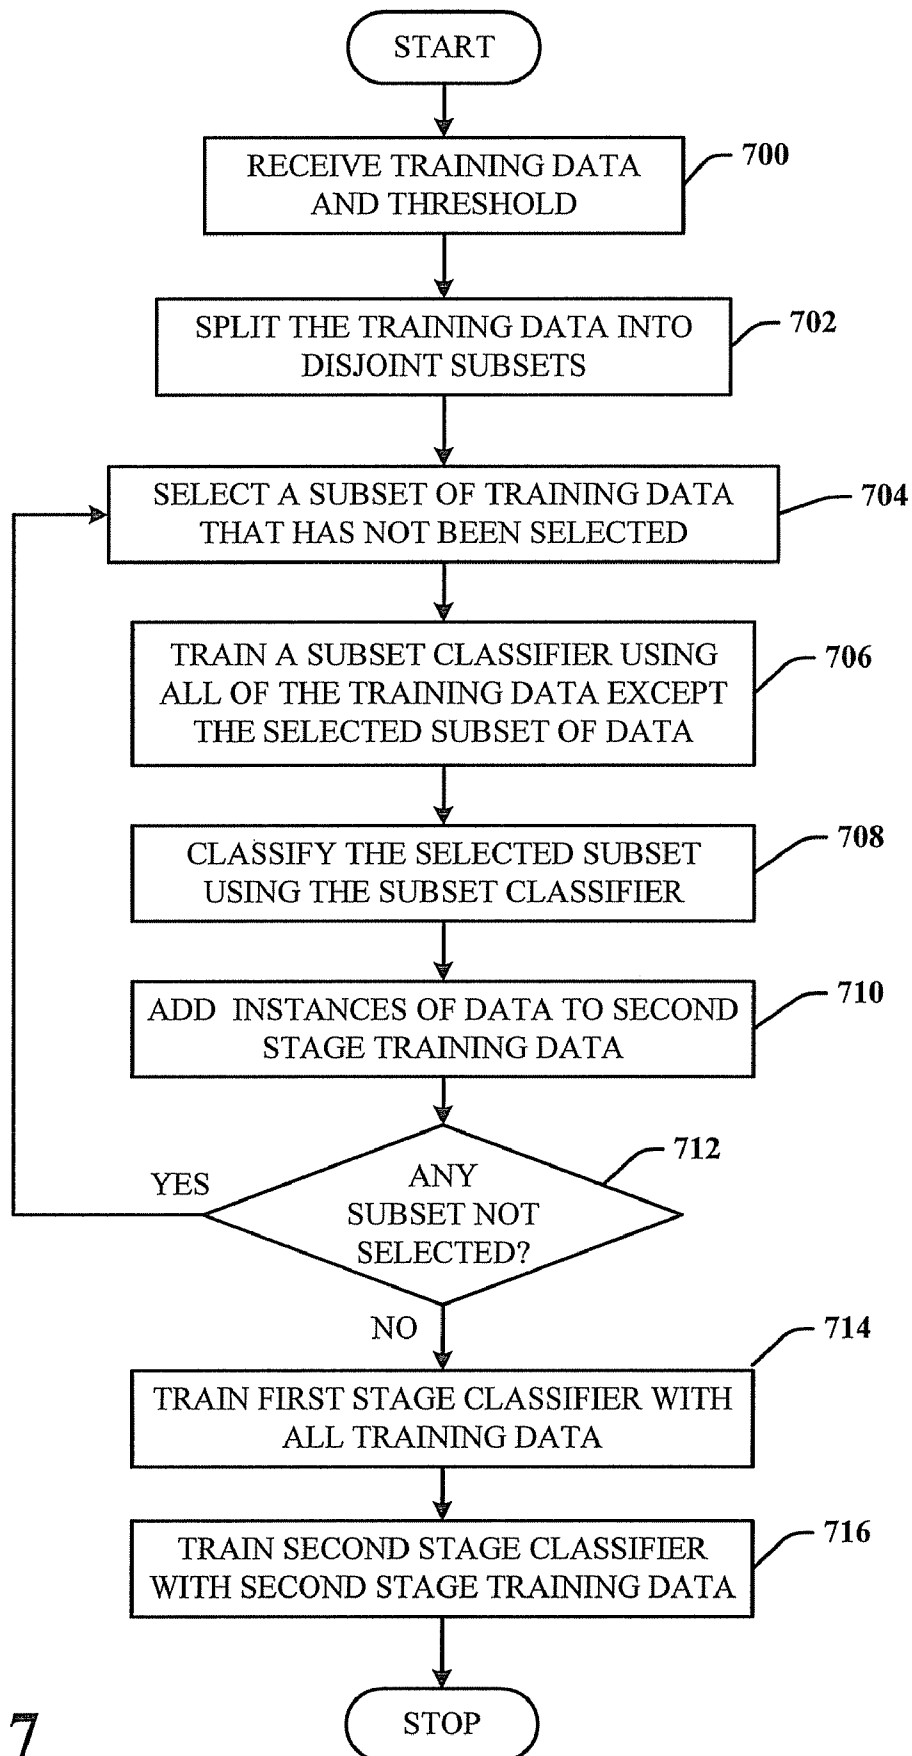 START
RECEIVE TRAINING DATA
AND THRESHOLD
700
SPLIT THE TRAINING DATA INTO
DISJOINT SUBSETS
702
SELECT A SUBSET OF TRAINING DATA
THAT HAS NOT BEEN SELECTED
704
TRAIN A SUBSET CLASSIFIER USING
ALL OF THE TRAINING DATA EXCEPT
THE SELECTED SUBSET OF DATA
706
CLASSIFY THE SELECTED SUBSET
USING THE SUBSET CLASSIFIER
708
ADD INSTANCES OF DATA TO SECOND
STAGE TRAINING DATA
710
YES
ANY
SUBSET NOT
SELECTED?
712
NO
TRAIN FIRST STAGE CLASSIFIER WITH
ALL TRAINING DATA
714
TRAIN SECOND STAGE CLASSIFIER
WITH SECOND STAGE TRAINING DATA
716
STOP
7